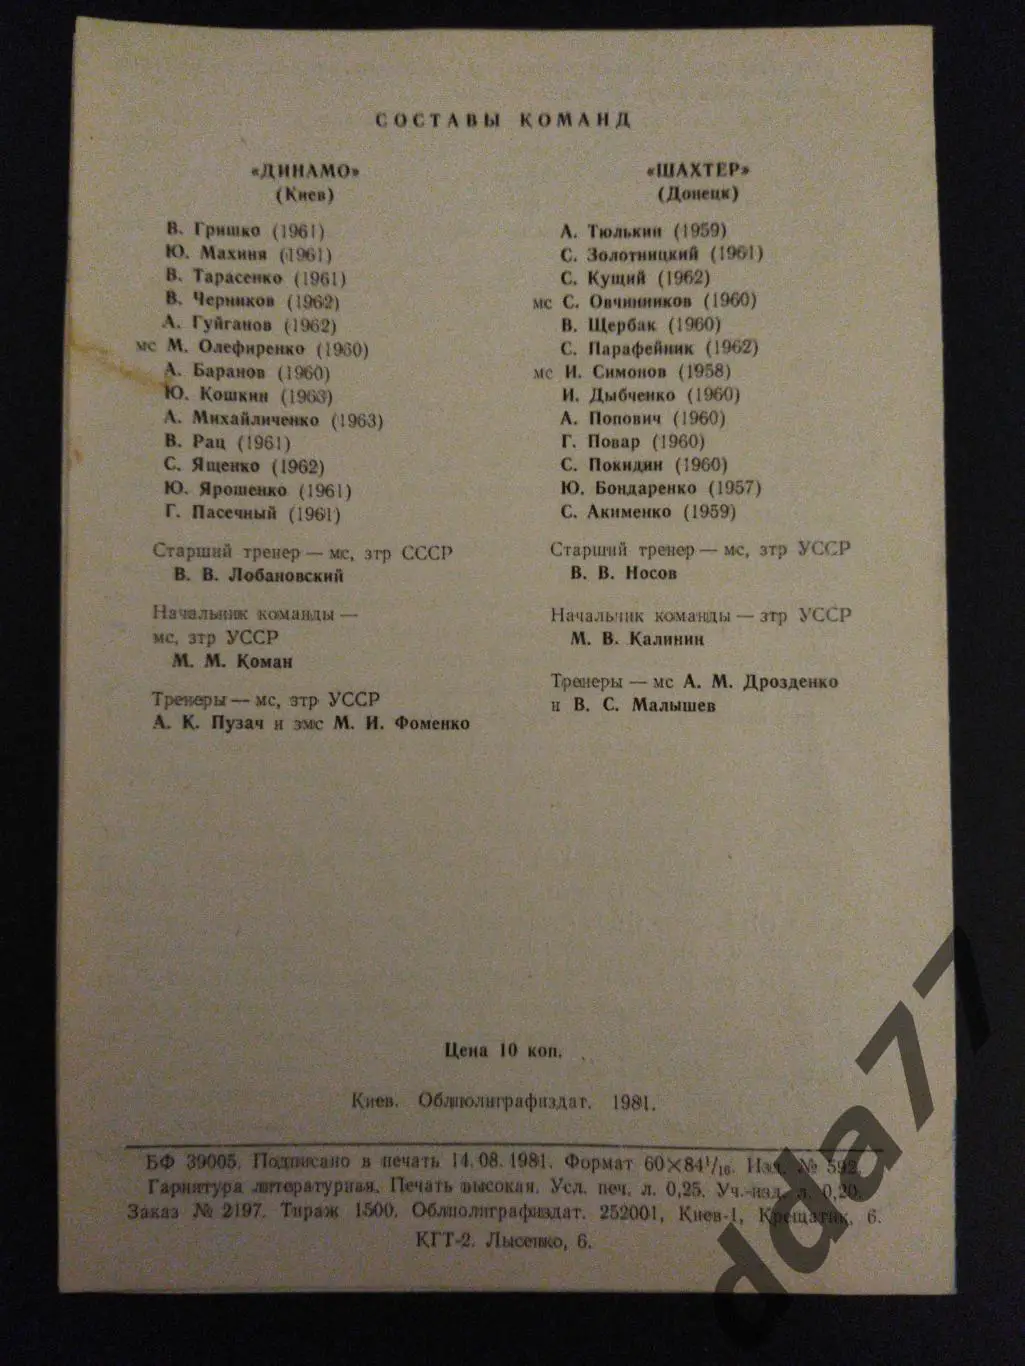 СОСТАВЫ КОМАНД
«ДИНАМО»
(Киев)
В. Гришко (1961)
Ю. Махиня (1961)
В. Тарасенко (1961)
В. Черников (1962)
А. Гуйганов (1962)
мс М. Олефиренко (1960)
А. Баранов (1960)
Ю. Кошкин (1963)
А. Михайличенко (1963)
В. Рац (1961)
С. Ященко (1962)
Ю. Ярошенко (1961)
Г. Пасечный (1961)
Старший тренер — мс, зтр СССР
В. В. Лобановский
Начальник команды —
мс, зтр УССР
М. М. Коман
Тренеры — мс, зтр УССР
А. К. Пузач и змс М. И. Фоменко
«ШАХТЕР»
(Донецк)
А. Тюлькин (1959)
С. Золотницкий (1961)
С. Кущий (1962)
мс С. Овчинников (1960)
В. Щербак (1960)
С. Парафейник (1962)
мс И. Симонов (1958)
И. Дыбченко (1960)
А. Попович (1960)
Г. Повар (1960)
С. Покидин (1960)
Ю. Бондаренко (1957)
С. Акименко (1959)
Старший тренер — мс, зтр УССР
В. В. Носов
Начальник команды — зтр УССР
М. В. Калинин
Тренеры — мс А. М. Дрозденко
и В. С. Малышев
Цена 10 коп.
Киев. Облполиграфиздат. 1981.
БФ 39005. Подписано в печать 14.08.1981. Формат 60×84¹/₁₆. Изд. № 592.
Гарнитура литературная. Печать высокая. Усл. печ. л. 0,25. Уч.-изд. л. 0,20.
Заказ № 2197. Тираж 1500. Облполиграфиздат. 252001, Киев-1, Крещатик, 6.
КГТ-2. Лысенко, 6.
dda77